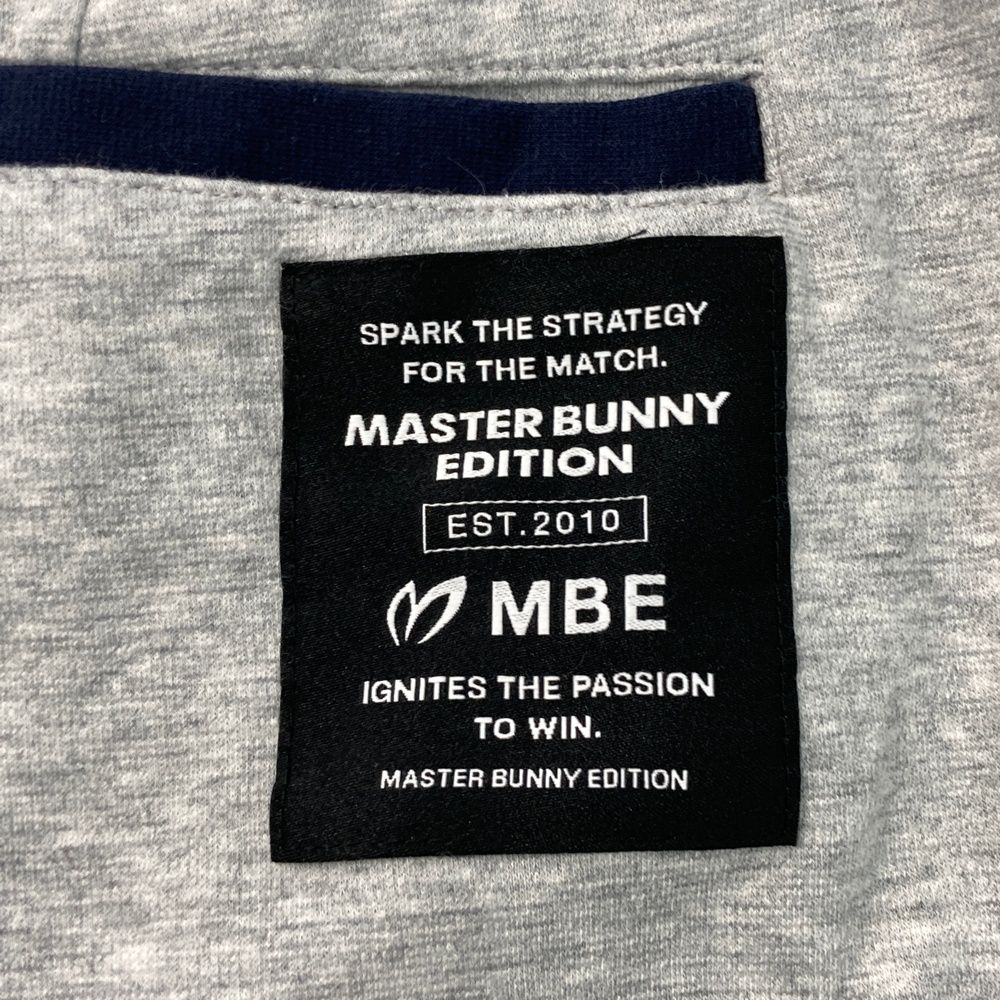 SPARK THE STRATEGY
FOR THE MATCH.
MASTER BUNNY
EDITION
EST.2010
MBE
IGNITES THE PASSION
TO WIN.
MASTER BUNNY EDITION